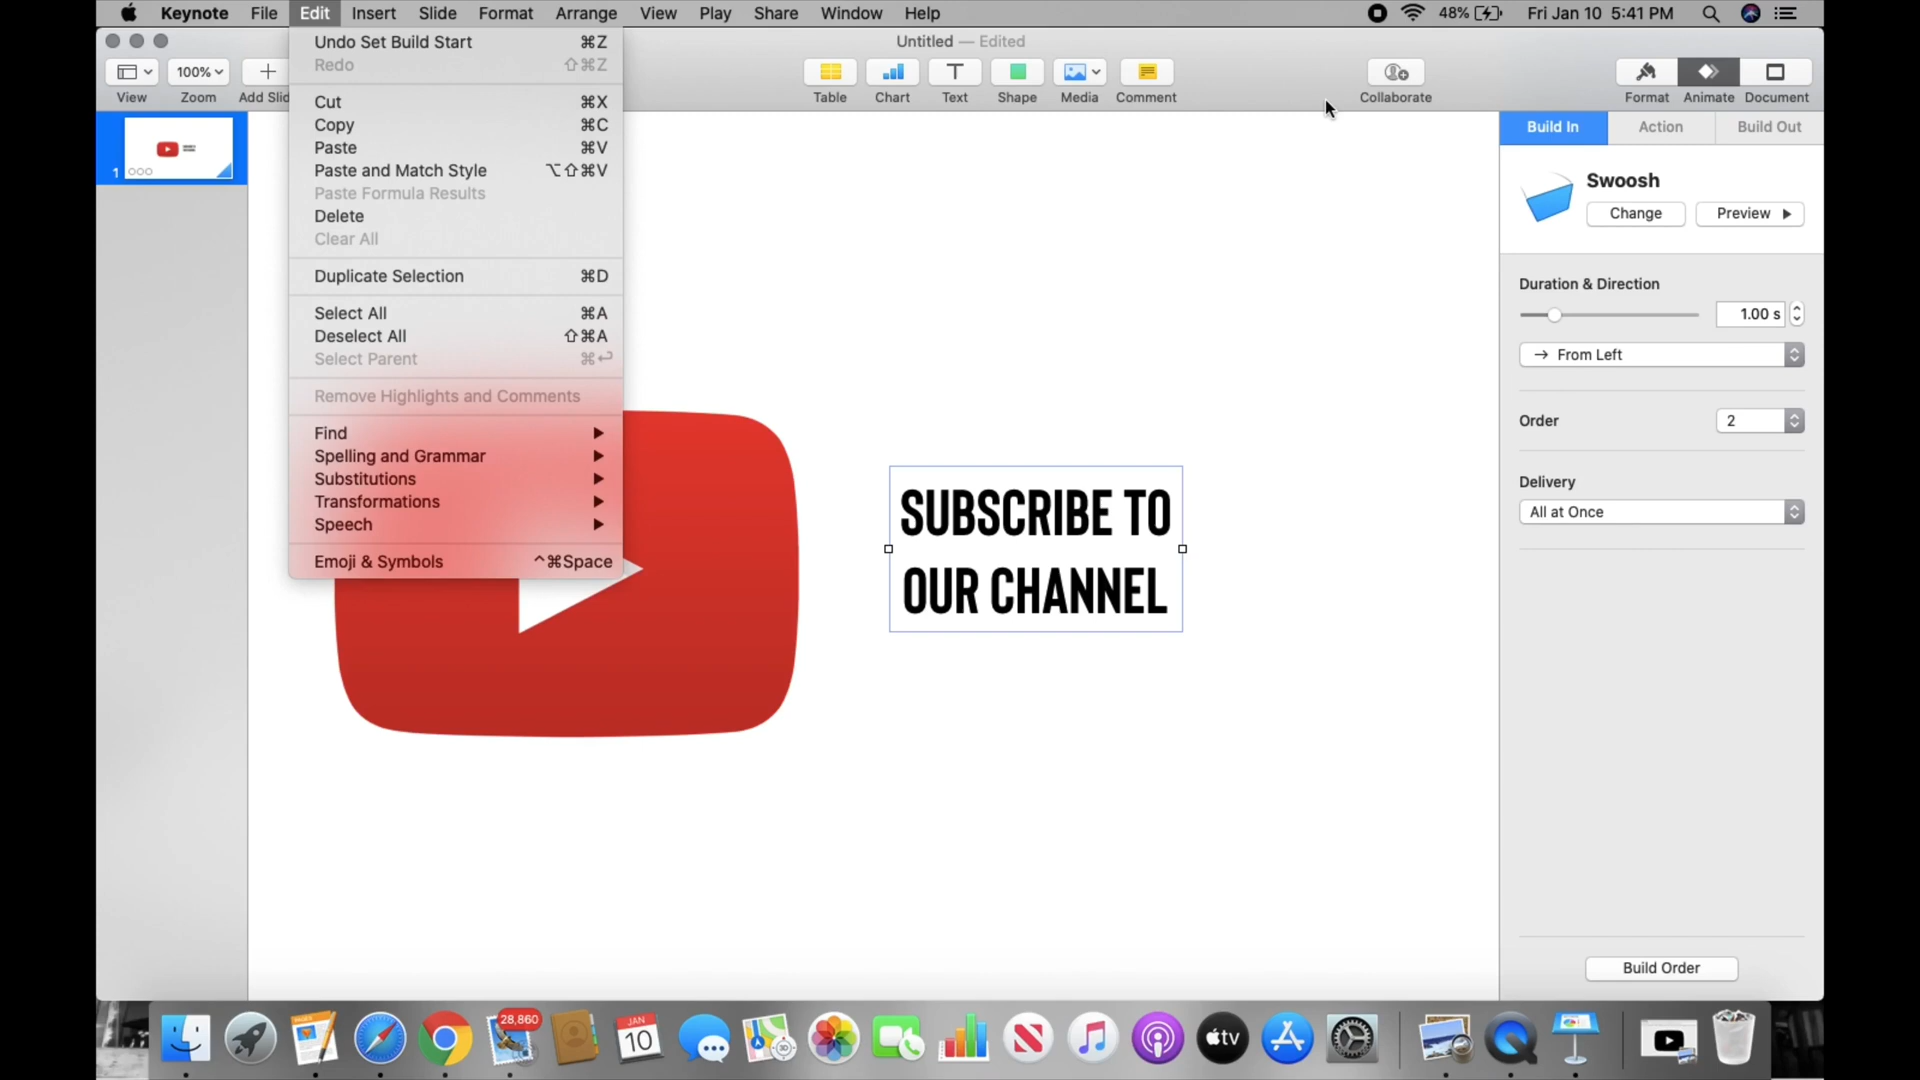 Keynote File Edit Insert Slide Format Arrange View Play Share Window Help 48% Fri Jan 10 5:41 PM
Untitled — Edited
100%
View Zoom Add Slid Table Chart Text Shape Media Comment Collaborate Format Animate Document
Undo Set Build Start ⌘Z
Redo ⇧⌘Z
Cut ⌘X
Copy ⌘C
Paste ⌘V
Paste and Match Style ⌥⇧⌘V
Paste Formula Results
Delete
Clear All
Duplicate Selection ⌘D
Select All ⌘A
Deselect All ⇧⌘A
Select Parent ⌘↩
Remove Highlights and Comments
Find
Spelling and Grammar
Substitutions
Transformations
Speech
Emoji & Symbols ^⌘Space
1
SUBSCRIBE TO
OUR CHANNEL
Build In Action Build Out
Swoosh
Change Preview
Duration & Direction
1.00 s
→ From Left
Order 2
Delivery
All at Once
Build Order
28,860
JAN
10
3D
tv